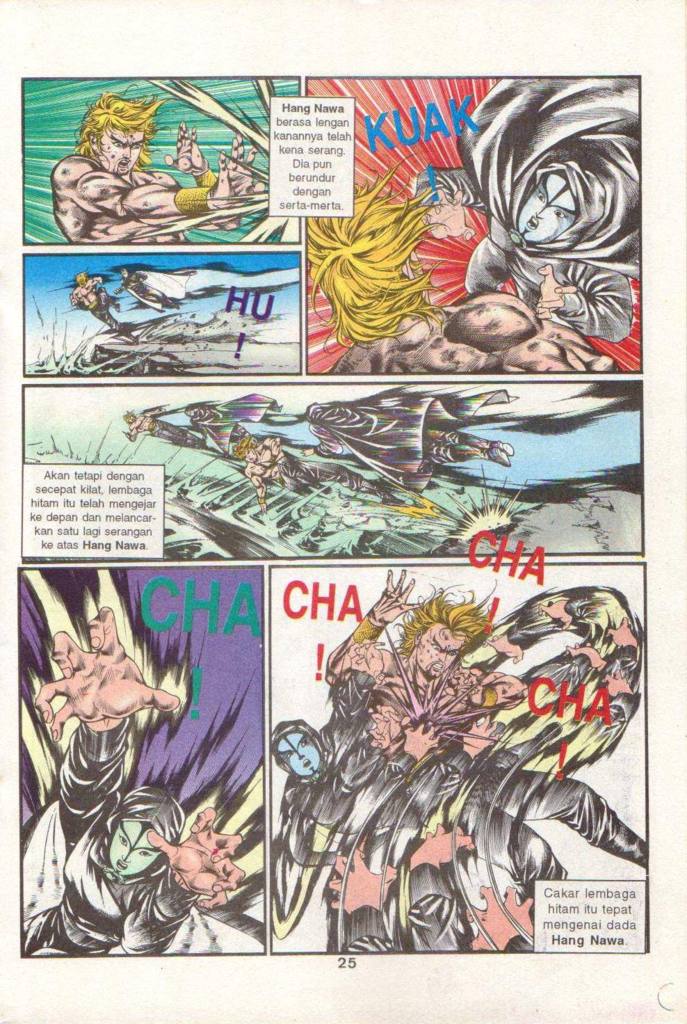 Hang Nawa
berasa lengan
kanannya telah
kena serang.
Dia pun
berundur
dengan
serta-merta.
KUAK
!
HU
!
Akan tetapi dengan
secepat kilat, lembaga
hitam itu telah mengejar
ke depan dan melancar-
kan satu lagi serangan
ke atas Hang Nawa.
CHA
!
CHA
!
CHA
!
CHA
!
Cakar lembaga
hitam itu tepat
mengenai dada
Hang Nawa.
25